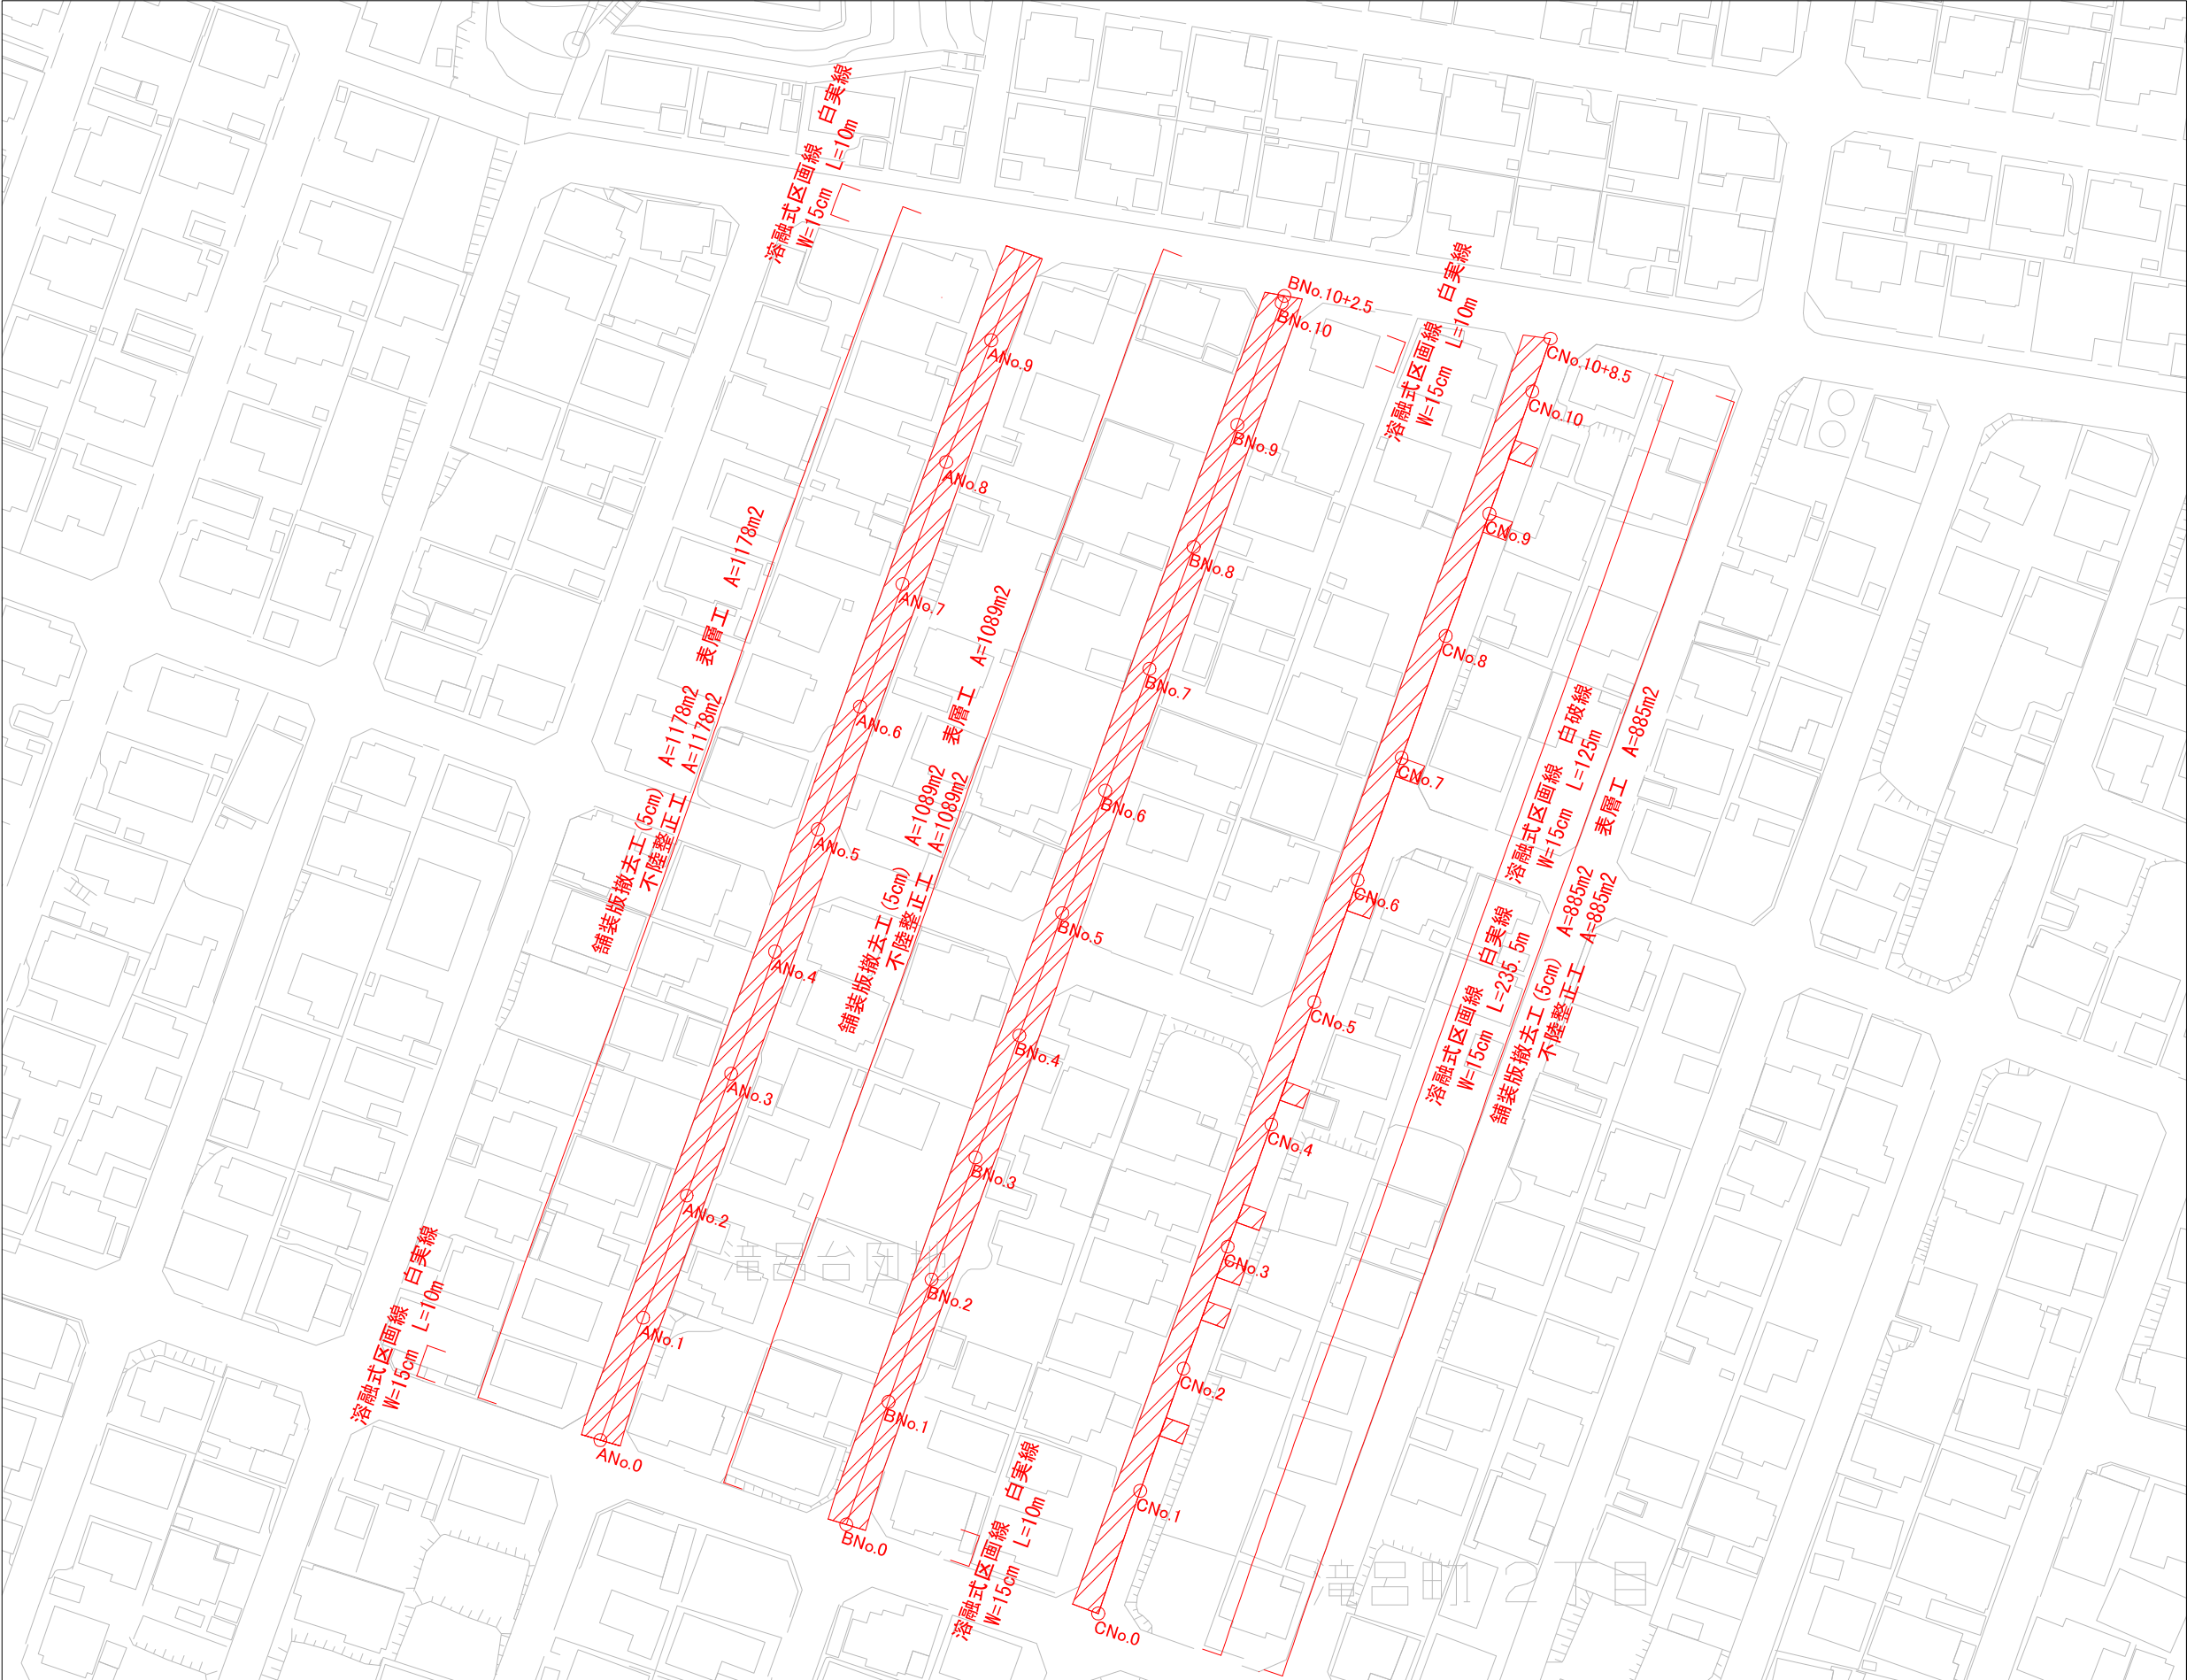 溶融式区画線　白実線
W=15cm　L=10m
舗装版撤去工(5cm)　A=1178m2　表層工　A=1178m2
不陸整正工　A=1178m2
溶融式区画線　白実線
W=15cm　L=10m
ANo.9
ANo.8
ANo.7
ANo.6
ANo.5
ANo.4
ANo.3
ANo.2
ANo.1
ANo.0
舗装版撤去工(5cm)　A=1089m2　表層工　A=1089m2
不陸整正工　A=1089m2
BNo.10+2.5
BNo.10
BNo.9
BNo.8
BNo.7
BNo.6
BNo.5
BNo.4
BNo.3
BNo.2
BNo.1
BNo.0
溶融式区画線　白実線
W=15cm　L=10m
溶融式区画線　白実線
W=15cm　L=10m
CNo.10+8.5
CNo.10
CNo.9
CNo.8
CNo.7
CNo.6
CNo.5
CNo.4
CNo.3
CNo.2
CNo.1
CNo.0
溶融式区画線　白実線　溶融式区画線　白破線
W=15cm　L=235.5m　W=15cm　L=125m
舗装版撤去工(5cm)　A=885m2　表層工　A=885m2
不陸整正工　A=885m2
滝呂台団地
滝呂町12丁目